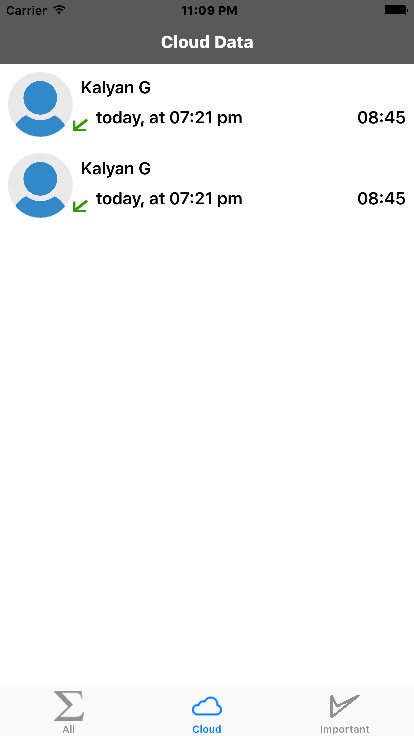 Carrier 11:09 PM
Cloud Data
Kalyan G
today, at 07:21 pm 08:45
Kalyan G
today, at 07:21 pm 08:45
All Cloud Important